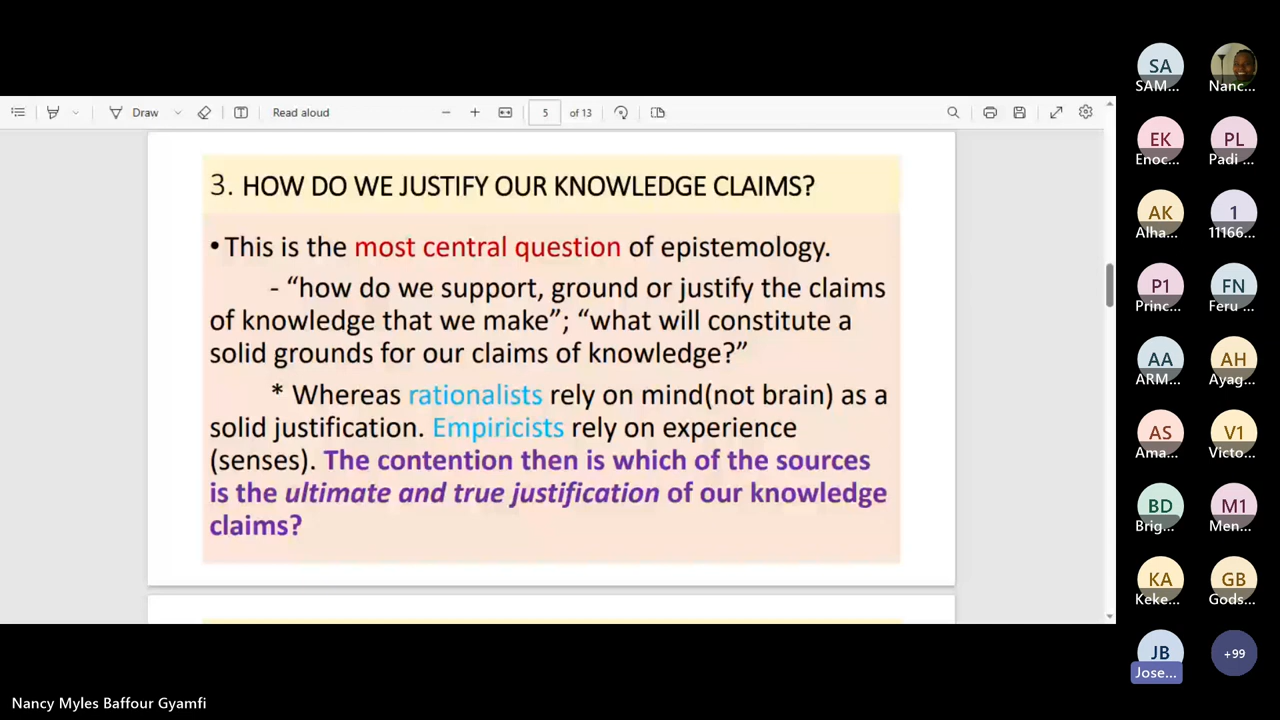 Draw
Read aloud
5
of 13
3. HOW DO WE JUSTIFY OUR KNOWLEDGE CLAIMS?
•This is the most central question of epistemology.
- “how do we support, ground or justify the claims
of knowledge that we make”; “what will constitute a
solid grounds for our claims of knowledge?”
* Whereas rationalists rely on mind(not brain) as a
solid justification. Empiricists rely on experience
(senses). The contention then is which of the sources
is the ultimate and true justification of our knowledge
claims?
SA
SAM...
Nanc...
EK
Enoc...
PL
Padi ...
AK
Alha...
1
11166...
P1
Princ...
FN
Feru ...
AA
ARM...
AH
Ayag...
AS
Ama...
V1
Victo...
BD
Brig...
M1
Men...
KA
Keke...
GB
Gods...
JB
Jose...
+99
Nancy Myles Baffour Gyamfi